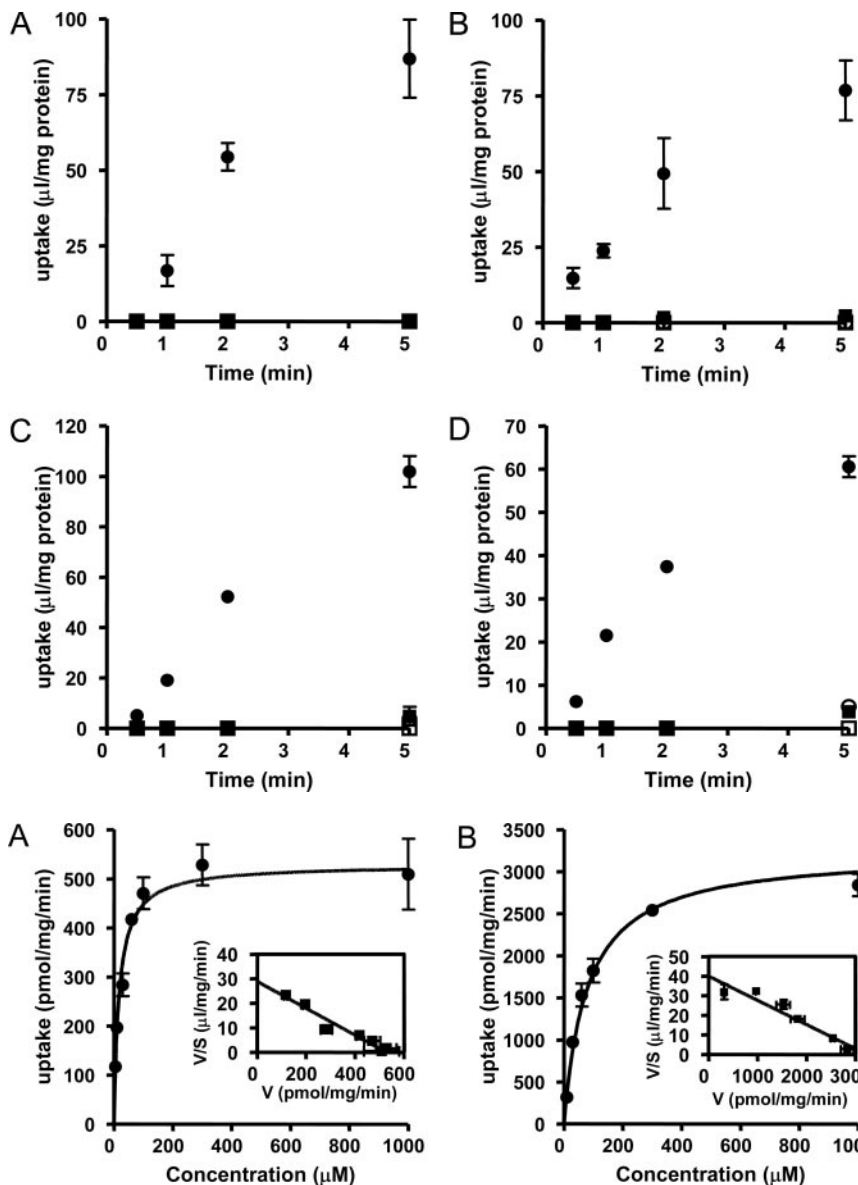 A
uptake (μl/mg protein)
100
75
50
25
0
0 1 2 3 4 5
Time (min)
B
uptake (μl/mg protein)
100
75
50
25
0
0 1 2 3 4 5
Time (min)
C
uptake (μl/mg protein)
120
100
80
60
40
20
0
0 1 2 3 4 5
Time (min)
D
uptake (μl/mg protein)
70
60
50
40
30
20
10
0
0 1 2 3 4 5
Time (min)
A
uptake (pmol/mg/min)
600
500
400
300
200
100
0
0 200 400 600 800 1000
Concentration (μM)
V/S (μl/mg/min)
40
30
20
10
0
0 200 400 600
V (pmol/mg/min)
B
uptake (pmol/mg/min)
3500
3000
2500
2000
1500
1000
500
0
0 200 400 600 800 100
Concentration (μM)
V/S (μl/mg/min)
50
40
30
20
10
0
0 1000 2000 300
V (pmol/mg/min)